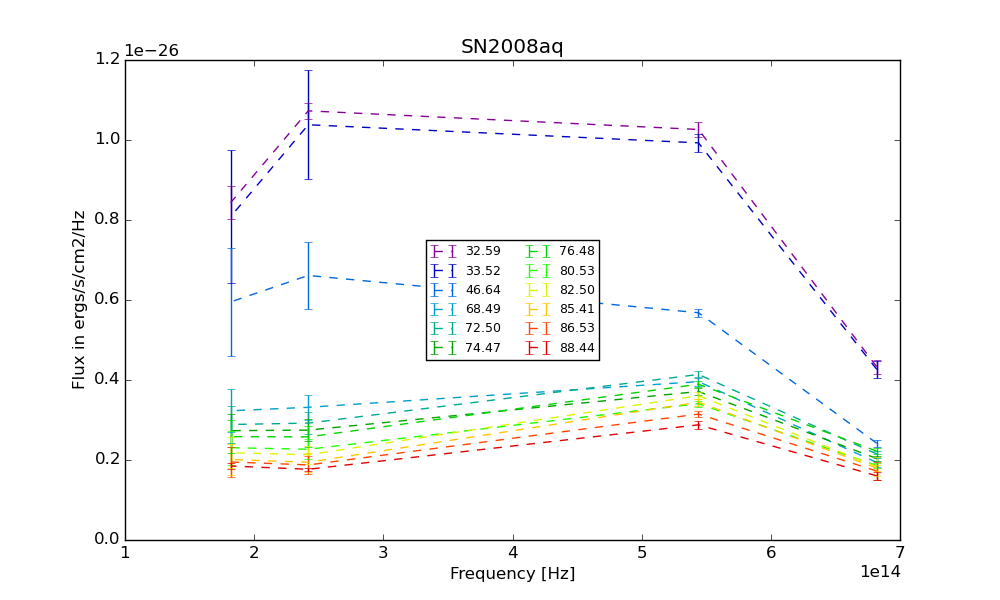 SN2008aq
1e−26
1.2
1.0
0.8
0.6
0.4
0.2
0.0
Flux in ergs/s/cm2/Hz
32.59 76.48
33.52 80.53
46.64 82.50
68.49 85.41
72.50 86.53
74.47 88.44
1 2 3 4 5 6 7
Frequency [Hz]
1e14